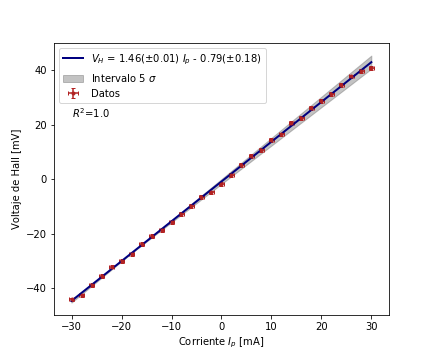 V_H = 1.46(±0.01) I_p - 0.79(±0.18)
Intervalo 5 σ
Datos
R²=1.0
Voltaje de Hall [mV]
40
20
0
−20
−40
−30 −20 −10 0 10 20 30
Corriente I_p [mA]